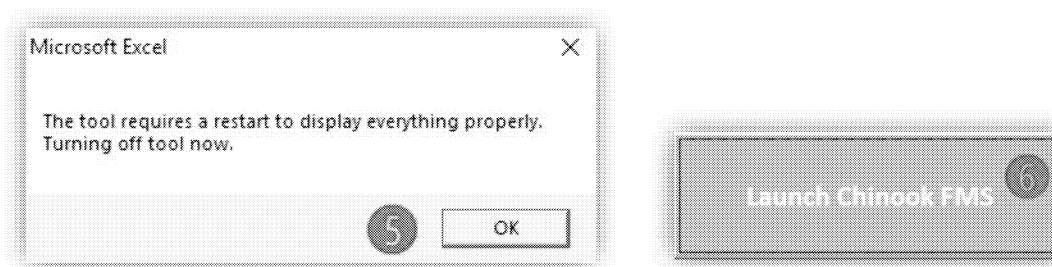 Microsoft Excel
The tool requires a restart to display everything properly.
Turning off tool now.
5
OK
Launch Chinook FMS
6